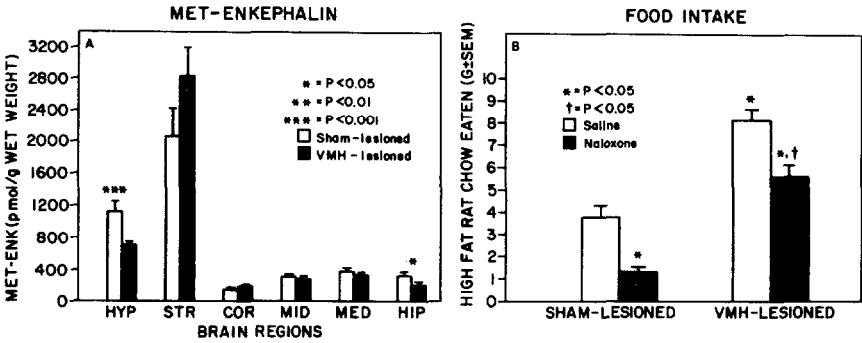 MET-ENKEPHALIN
A
MET-ENK (pmol/g WET WEIGHT)
3200
2800
2400
2000
1600
1200
800
400
0
* = P<0.05
** = P<0.01
*** = P<0.001
Sham-lesioned
VMH-lesioned
***
*
HYP STR COR MID MED HIP
BRAIN REGIONS
FOOD INTAKE
B
HIGH FAT RAT CHOW EATEN (G±SEM)
10
9
8
7
6
5
4
3
2
1
0
* = P<0.05
† = P<0.05
Saline
Naloxone
*
*
*,†
SHAM-LESIONED VMH-LESIONED